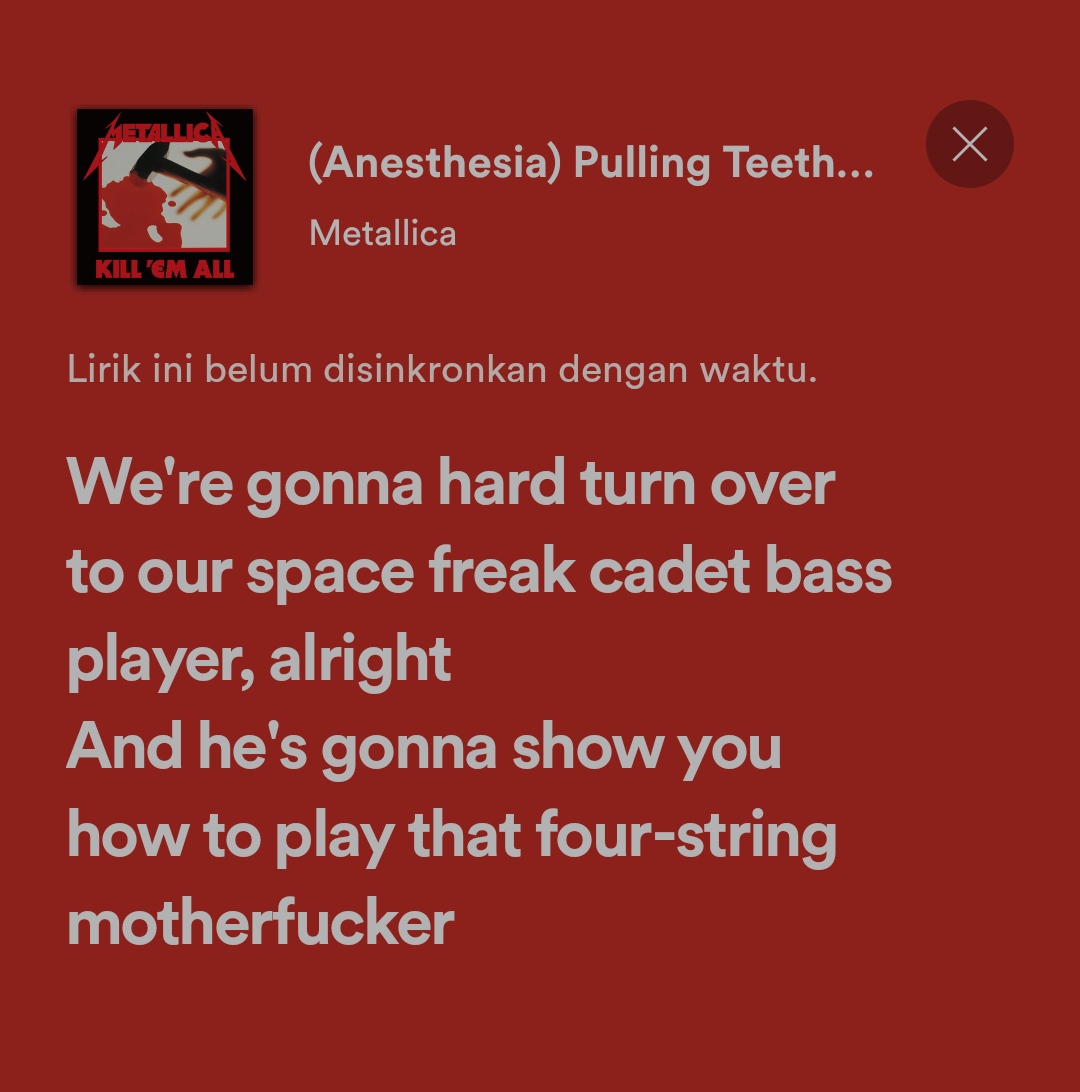 METALLICA
KILL 'EM ALL
(Anesthesia) Pulling Teeth...
Metallica
Lirik ini belum disinkronkan dengan waktu.
We're gonna hard turn over
to our space freak cadet bass
player, alright
And he's gonna show you
how to play that four-string
motherfucker